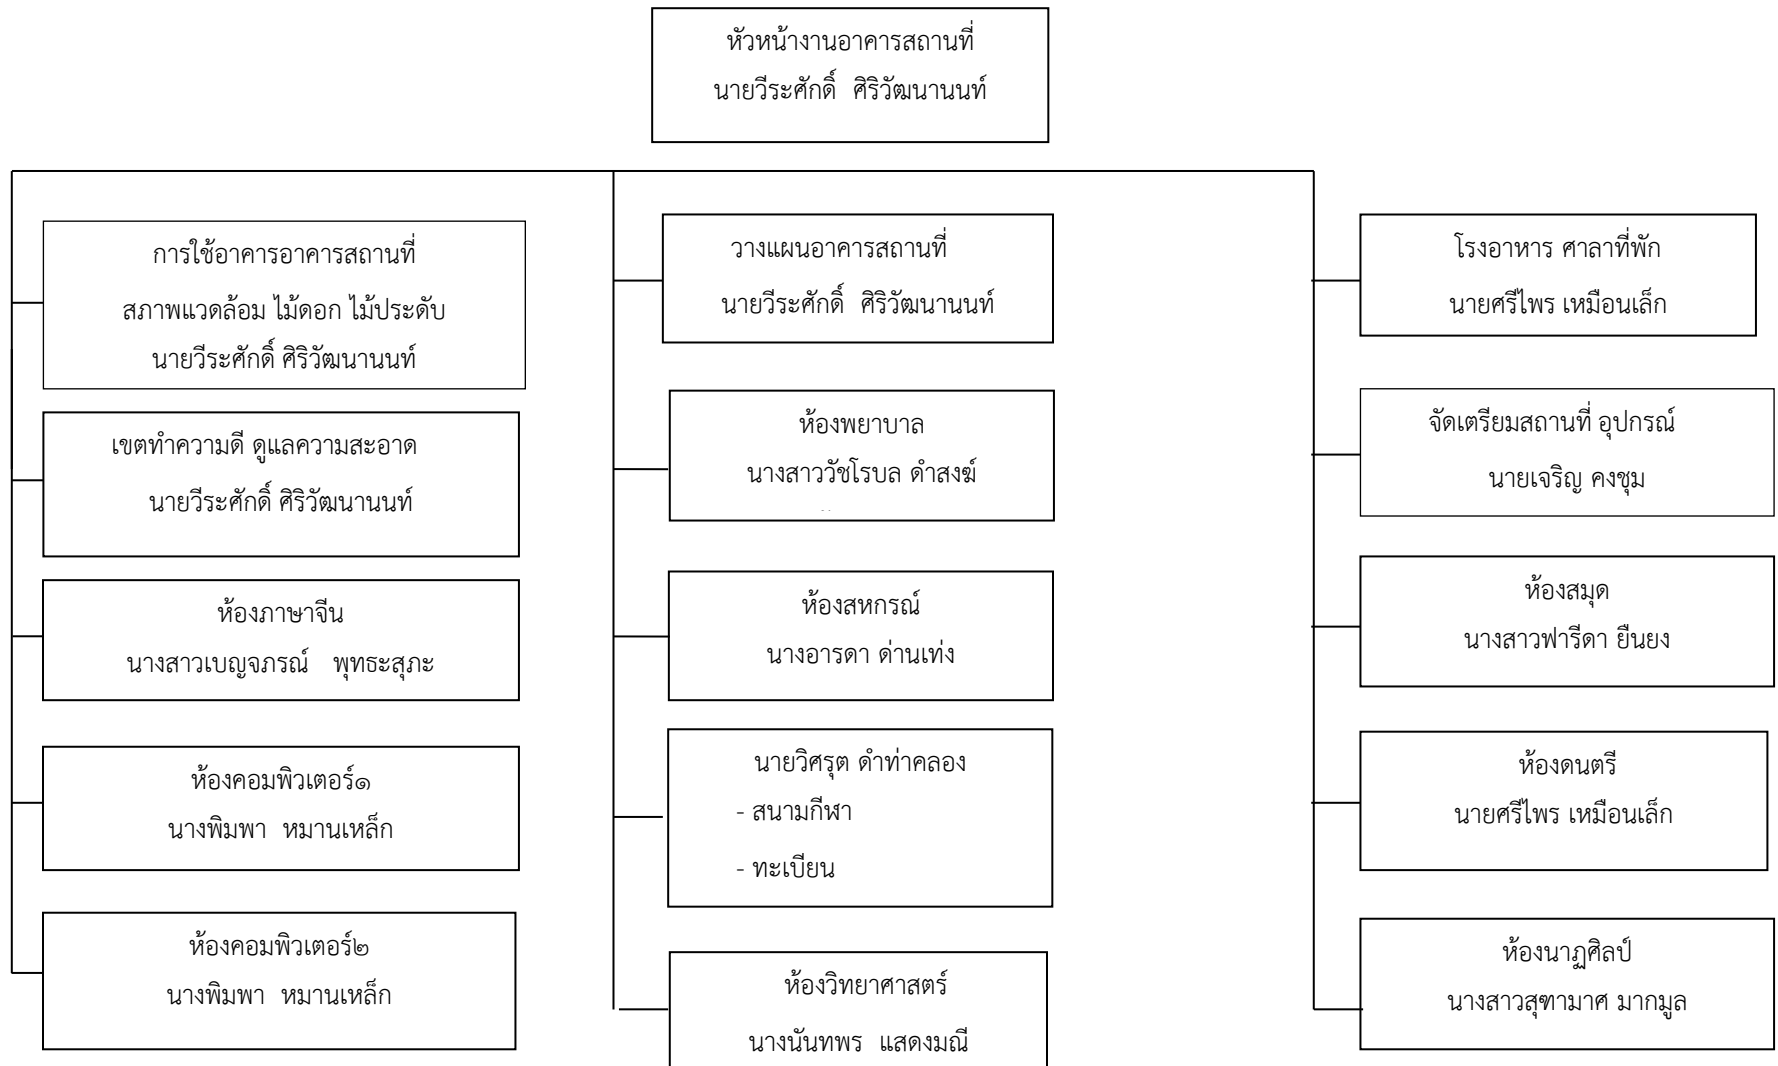 หัวหน้างานอาคารสถานที่
นายวีระศักดิ์ ศิริวัฒนานนท์
การใช้อาคารอาคารสถานที่
สภาพแวดล้อม ไม้ดอก ไม้ประดับ
นายวีระศักดิ์ ศิริวัฒนานนท์
เขตทำความดี ดูแลความสะอาด
นายวีระศักดิ์ ศิริวัฒนานนท์
ห้องภาษาจีน
นางสาวเบญจภรณ์ พุทธะสุภะ
ห้องคอมพิวเตอร์๑
นางพิมพา หมานเหล็ก
ห้องคอมพิวเตอร์๒
นางพิมพา หมานเหล็ก
วางแผนอาคารสถานที่
นายวีระศักดิ์ ศิริวัฒนานนท์
ห้องพยาบาล
นางสาววัชโรบล ดำสงฆ์
ห้องสหกรณ์
นางอารดา ด่านเท่ง
นายวิศรุต ดำท่าคลอง
- สนามกีฬา
- ทะเบียน
ห้องวิทยาศาสตร์
นางนันทพร แสดงมณี
โรงอาหาร ศาลาที่พัก
นายศรีไพร เหมือนเล็ก
จัดเตรียมสถานที่ อุปกรณ์
นายเจริญ คงชุม
ห้องสมุด
นางสาวฟารีดา ยืนยง
ห้องดนตรี
นายศรีไพร เหมือนเล็ก
ห้องนาฏศิลป์
นางสาวสุฑามาศ มากมูล